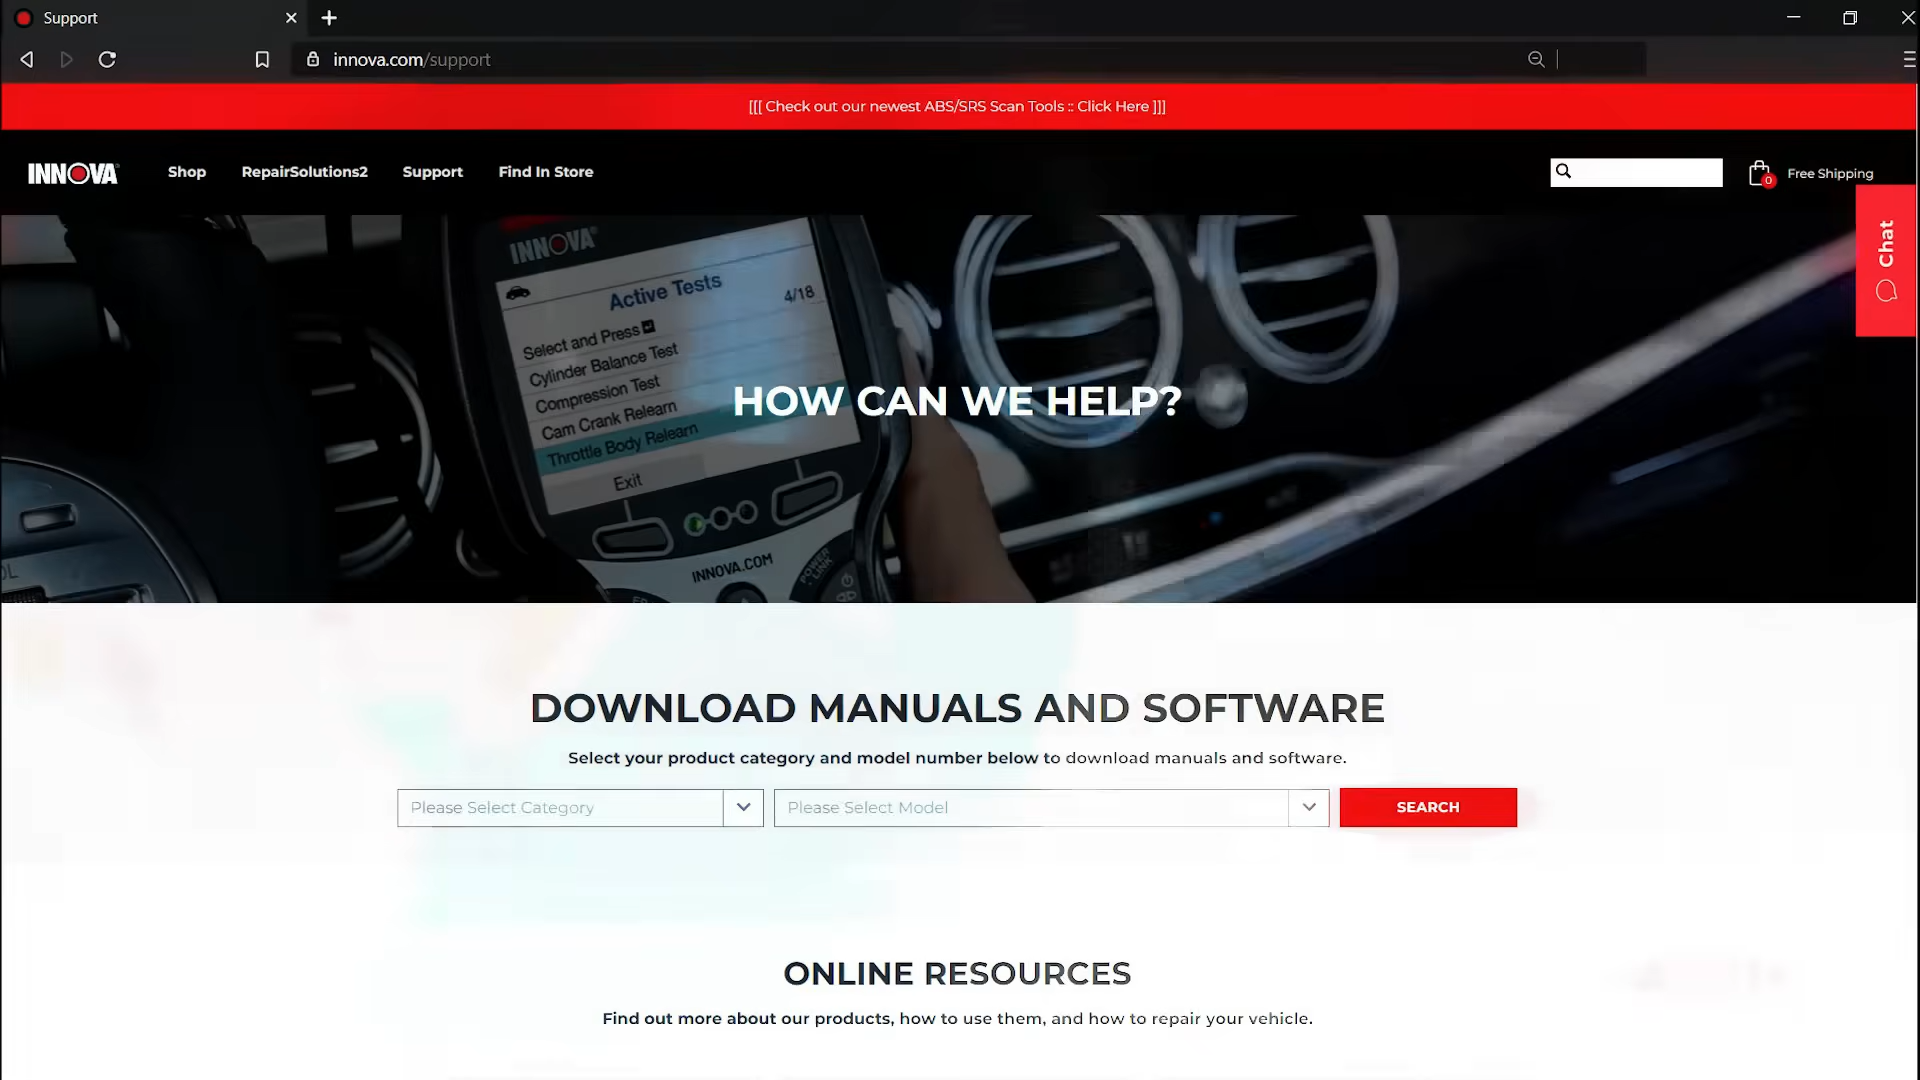 Support
innova.com/support
[[[ Check out our newest ABS/SRS Scan Tools :: Click Here ]]]
INNOVA
Shop
RepairSolutions2
Support
Find In Store
0
Free Shipping
Chat
INNOVA
Active Tests
4/18
Select and Press
Cylinder Balance Test
Compression Test
Cam Crank Relearn
Throttle Body Relearn
Exit
INNOVA.COM
POWER
LINK
HOW CAN WE HELP?
DOWNLOAD MANUALS AND SOFTWARE
Select your product category and model number below to download manuals and software.
Please Select Category
Please Select Model
SEARCH
ONLINE RESOURCES
Find out more about our products, how to use them, and how to repair your vehicle.